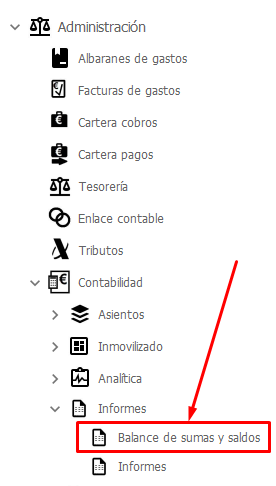 Administración
Albaranes de gastos
Facturas de gastos
Cartera cobros
Cartera pagos
Tesorería
Enlace contable
Tributos
Contabilidad
Asientos
Inmovilizado
Analítica
Informes
Balance de sumas y saldos
Informes